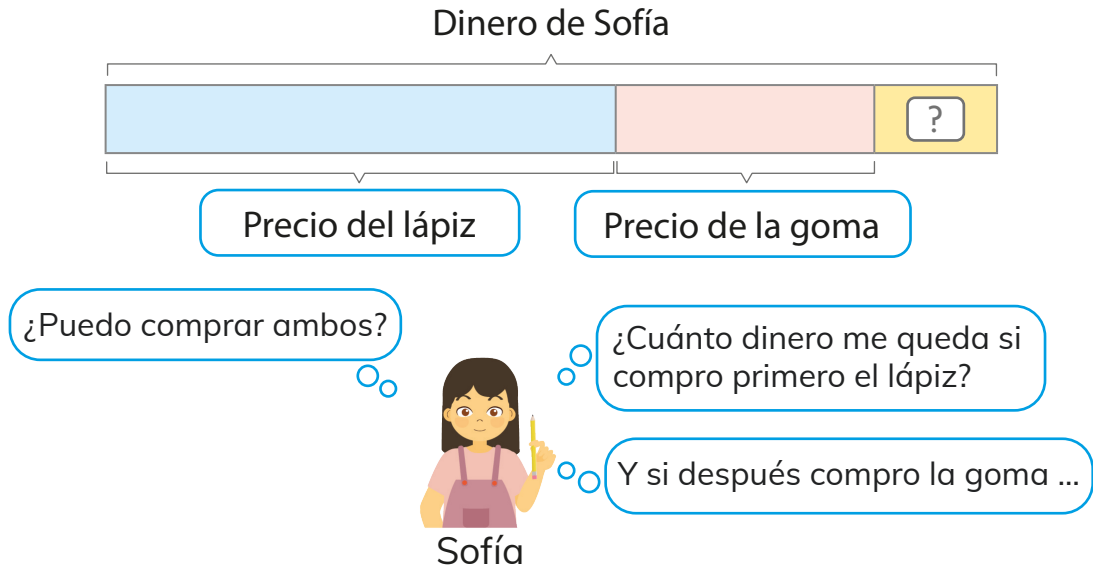 Dinero de Sofía
?
Precio del lápiz
Precio de la goma
¿Puedo comprar ambos?
¿Cuánto dinero me queda si
compro primero el lápiz?
Y si después compro la goma ...
Sofía